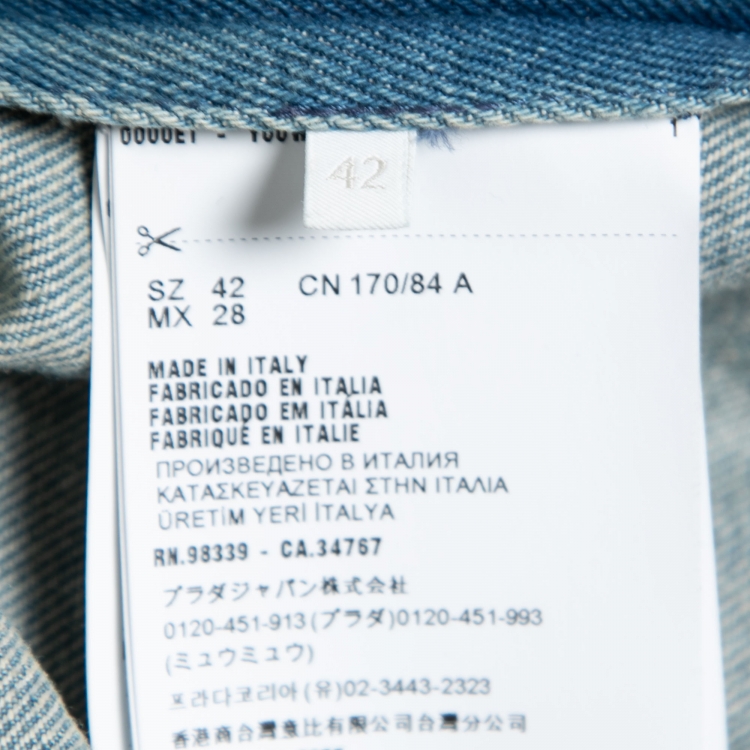 42
SZ 42 CN 170/84 A
MX 28
MADE IN ITALY
FABRICADO EN ITALIA
FABRICADO EM ITÁLIA
FABRIQUÉ EN ITALIE
ПРОИЗВЕДЕНО В ИТАЛИЯ
ΚΑΤΑΣΚΕΥΑΖΕΤΑΙ ΣΤΗΝ ΙΤΑΛΙΑ
ÜRETİM YERİ İTALYA
RN.98339 - CA.34767
プラダジャパン株式会社
0120-451-913(プラダ)0120-451-993
(ミュウミュウ)
프라다코리아(유)02-3443-2323
香港商台灣意比有限公司台灣分公司